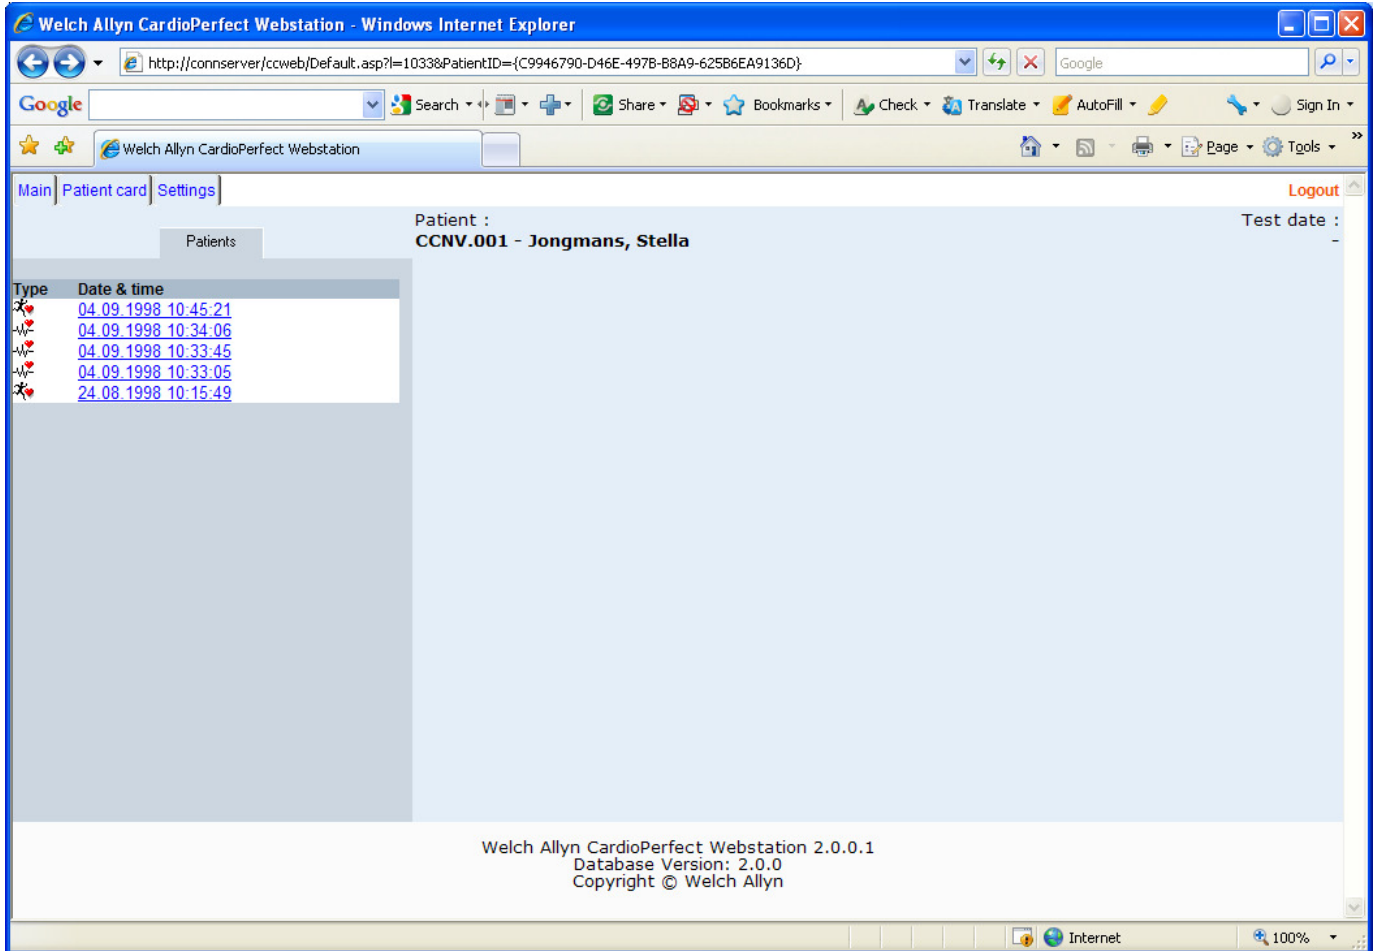 Welch Allyn CardioPerfect Webstation - Windows Internet Explorer
http://connserver/ccweb/Default.asp?l=1033&PatientID={C9946790-D46E-497B-B8A9-625B6EA9136D}
Google
Google
Search
Share
Bookmarks
Check
Translate
AutoFill
Sign In
Welch Allyn CardioPerfect Webstation
Page
Tools
Main
Patient card
Settings
Logout
Patients
Patient :
Test date :
CCNV.001 - Jongmans, Stella
-
Type Date & time
04.09.1998 10:45:21
04.09.1998 10:34:06
04.09.1998 10:33:45
04.09.1998 10:33:05
24.08.1998 10:15:49
Welch Allyn CardioPerfect Webstation 2.0.0.1
Database Version: 2.0.0
Copyright © Welch Allyn
Internet
100%